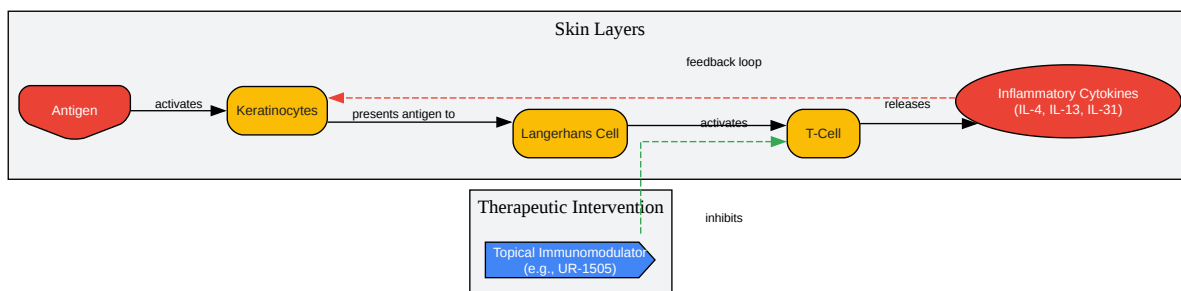 Skin Layers
feedback loop
Antigen
activates
Keratinocytes
presents antigen to
Langerhans Cell
activates
T-Cell
releases
Inflammatory Cytokines
(IL-4, IL-13, IL-31)
Therapeutic Intervention
inhibits
Topical Immunomodulator
(e.g., UR-1505)